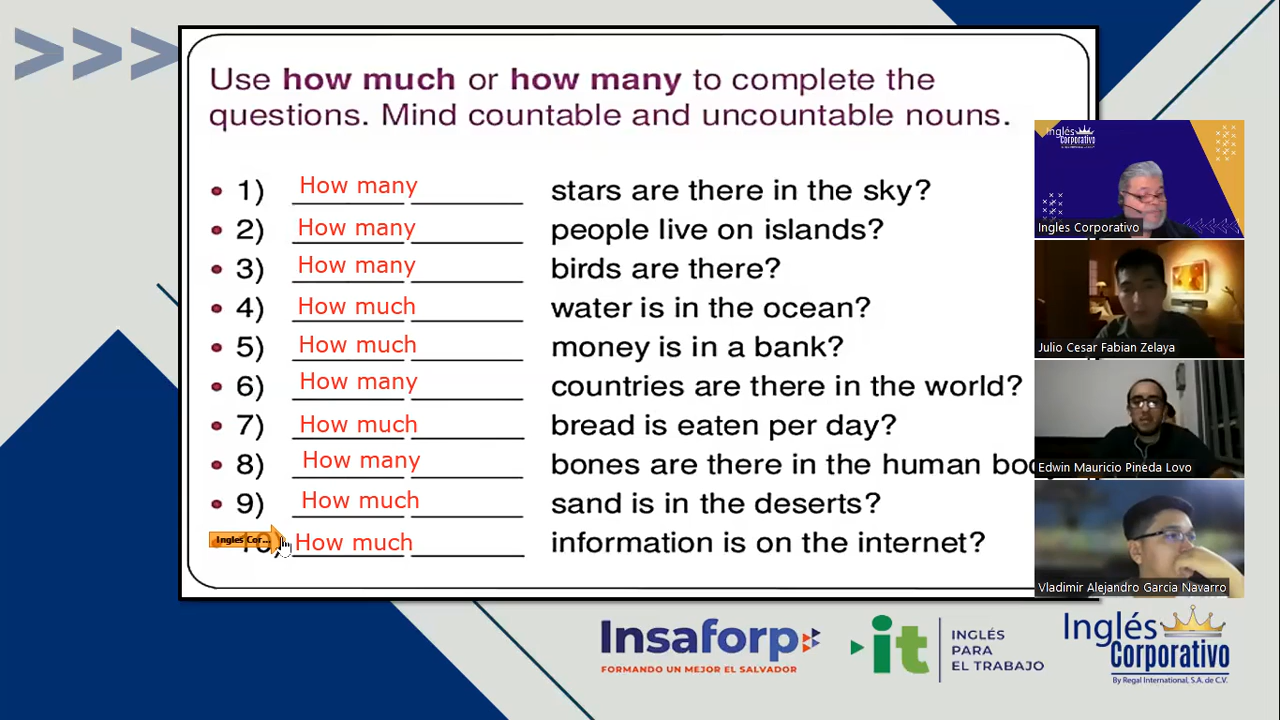 >>>
Use how much or how many to complete the
questions. Mind countable and uncountable nouns.
• 1) How many stars are there in the sky?
• 2) How many people live on islands?
• 3) How many birds are there?
• 4) How much water is in the ocean?
• 5) How much money is in a bank?
• 6) How many countries are there in the world?
• 7) How much bread is eaten per day?
• 8) How many bones are there in the human
• 9) How much sand is in the deserts?
How much information is on the internet?
Ingles Cor...
Inglés
Corporativo
Ingles Corporativo
Julio Cesar Fabian Zelaya
Edwin Mauricio Pineda Lovo
Vladimir Alejandro Garcia Navarro
Insaforp
FORMANDO UN MEJOR EL SALVADOR
it
INGLÉS
PARA
EL TRABAJO
Inglés
Corporativo
By Regal International, S.A. de C.V.